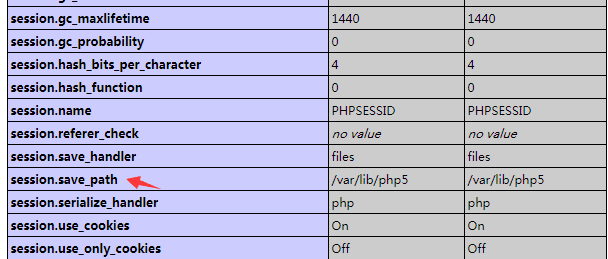 session.gc_maxlifetime 1440 1440
session.gc_probability 0 0
session.hash_bits_per_character 4 4
session.hash_function 0 0
session.name PHPSESSID PHPSESSID
session.referer_check no value no value
session.save_handler files files
session.save_path /var/lib/php5 /var/lib/php5
session.serialize_handler php php
session.use_cookies On On
session.use_only_cookies Off Off